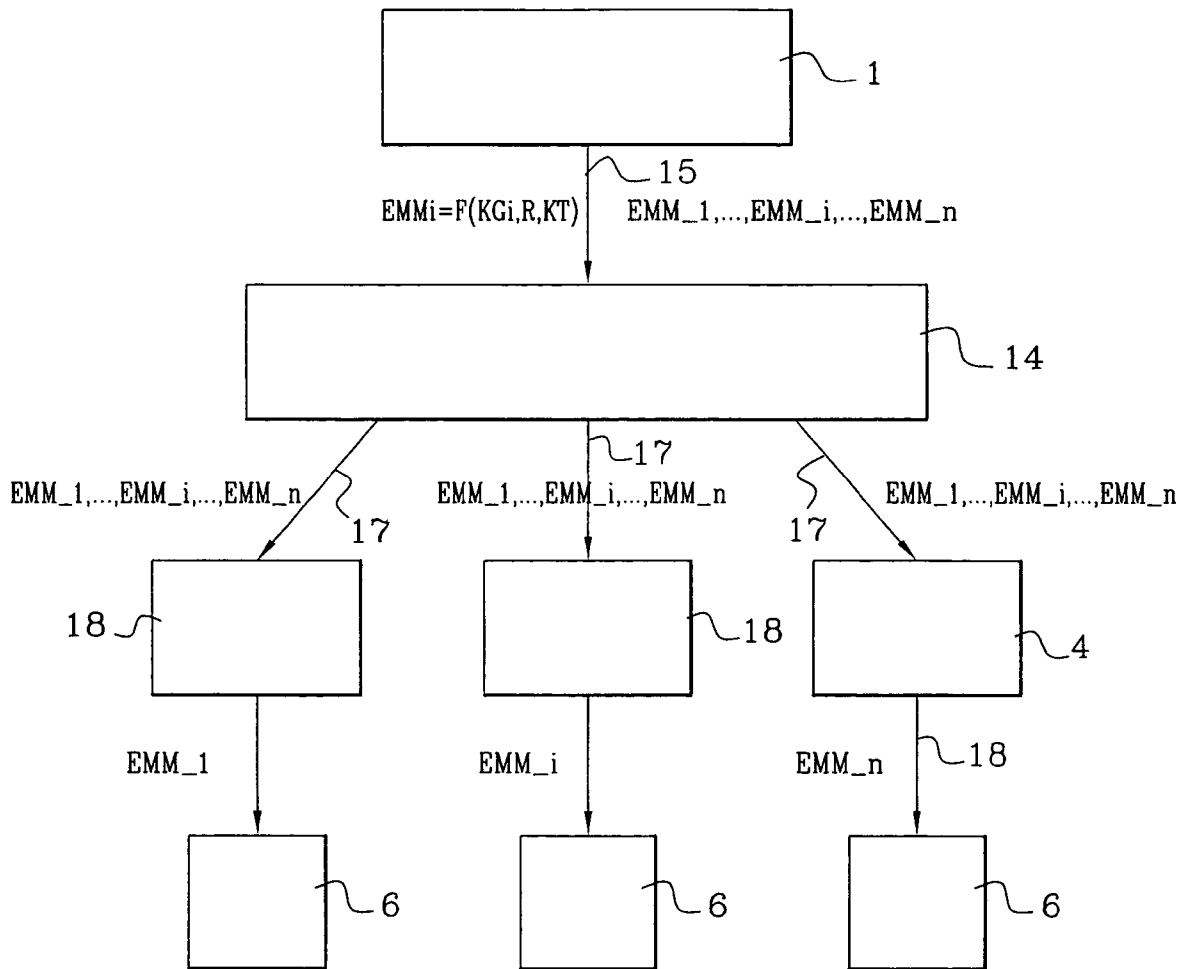 1
15
EMMi=F(KGi,R,KT) EMM_1,...,EMM_i,...,EMM_n
14
17
EMM_1,...,EMM_i,...,EMM_n EMM_1,...,EMM_i,...,EMM_n EMM_1,...,EMM_i,...,EMM_n
17 17
18 18 4
EMM_1 EMM_i EMM_n 18
6 6 6